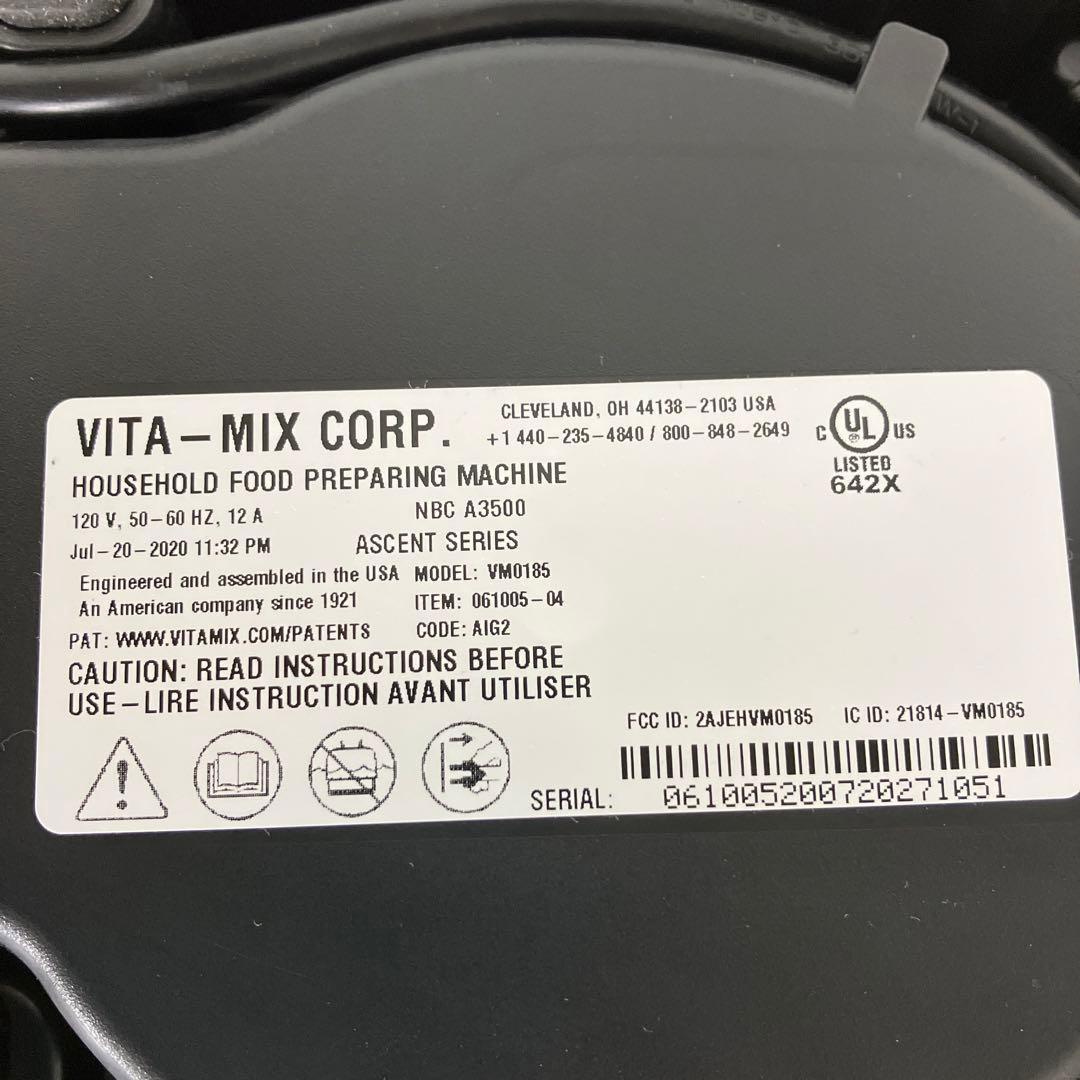 VITA-MIX CORP.
CLEVELAND, OH 44138-2103 USA
+1 440-235-4840 / 800-848-2649
C UL US
LISTED
642X
HOUSEHOLD FOOD PREPARING MACHINE
120 V, 50-60 HZ, 12 A
NBC A3500
Jul-20-2020 11:32 PM
ASCENT SERIES
Engineered and assembled in the USA
MODEL: VM0185
An American company since 1921
ITEM: 061005-04
PAT: WWW.VITAMIX.COM/PATENTS
CODE: AIG2
CAUTION: READ INSTRUCTIONS BEFORE
USE-LIRE INSTRUCTION AVANT UTILISER
FCC ID: 2AJEHVM0185
IC ID: 21814-VM0185
SERIAL: 061005200720271051